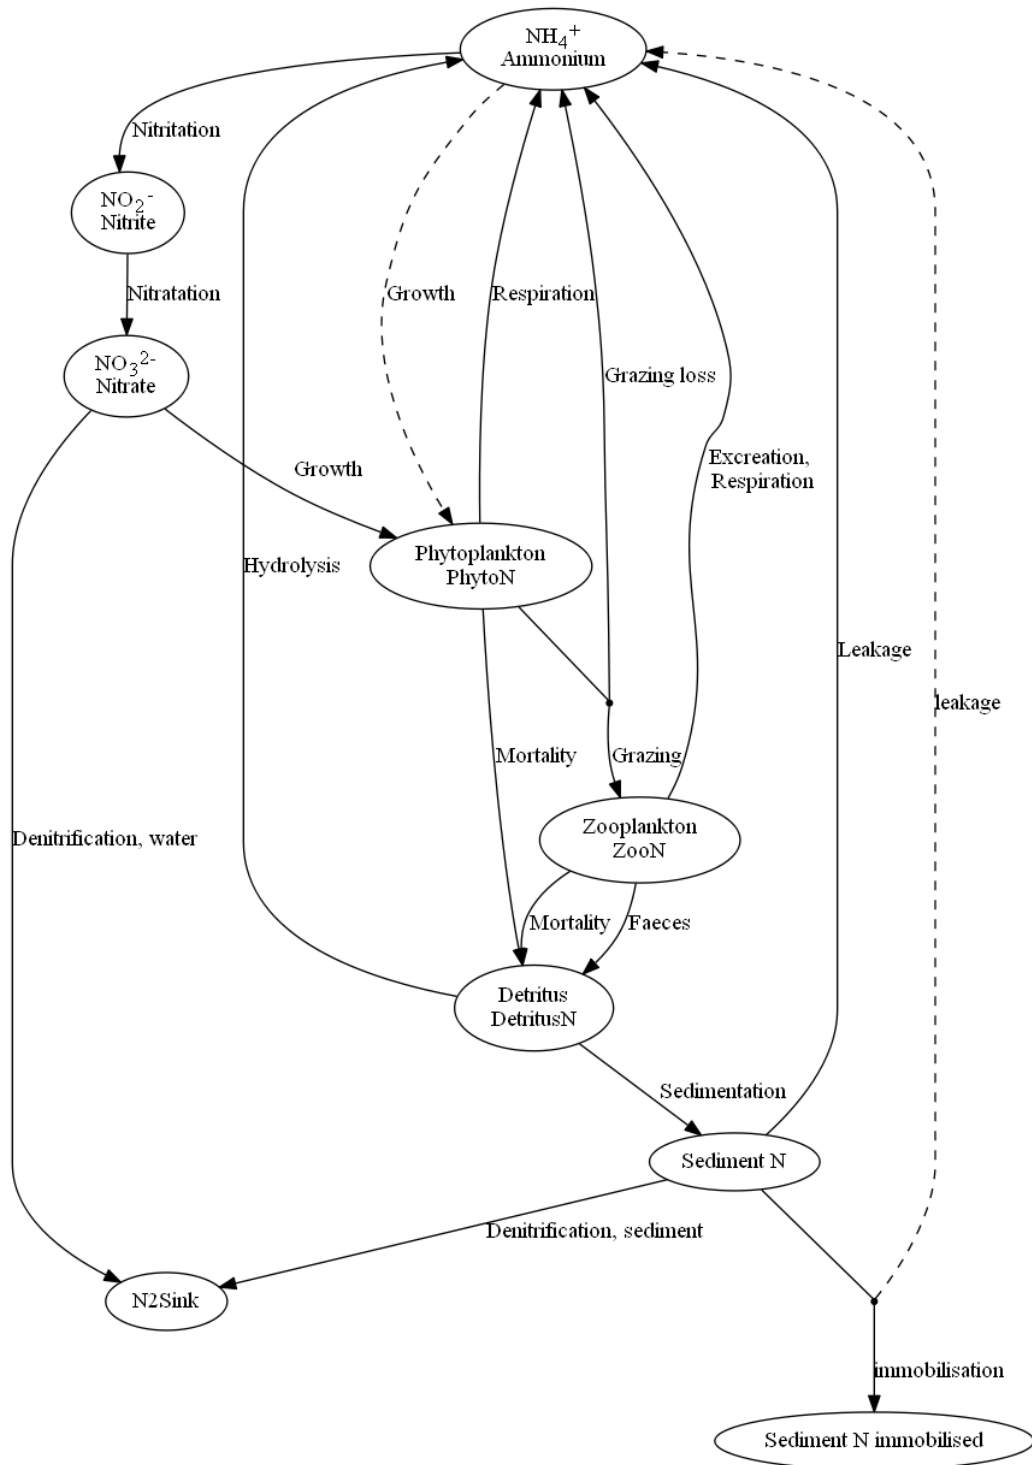 NH₄⁺
Ammonium
Nitritation
NO₂⁻
Nitrite
Nitratation
Growth
Respiration
NO₃²⁻
Nitrate
Grazing loss
Growth
Excreation,
Respiration
Phytoplankton
PhytoN
Hydrolysis
Leakage
leakage
Mortality
Grazing
Zooplankton
ZooN
Denitrification, water
Mortality
Faeces
Detritus
DetritusN
Sedimentation
Sediment N
Denitrification, sediment
N2Sink
immobilisation
Sediment N immobilised